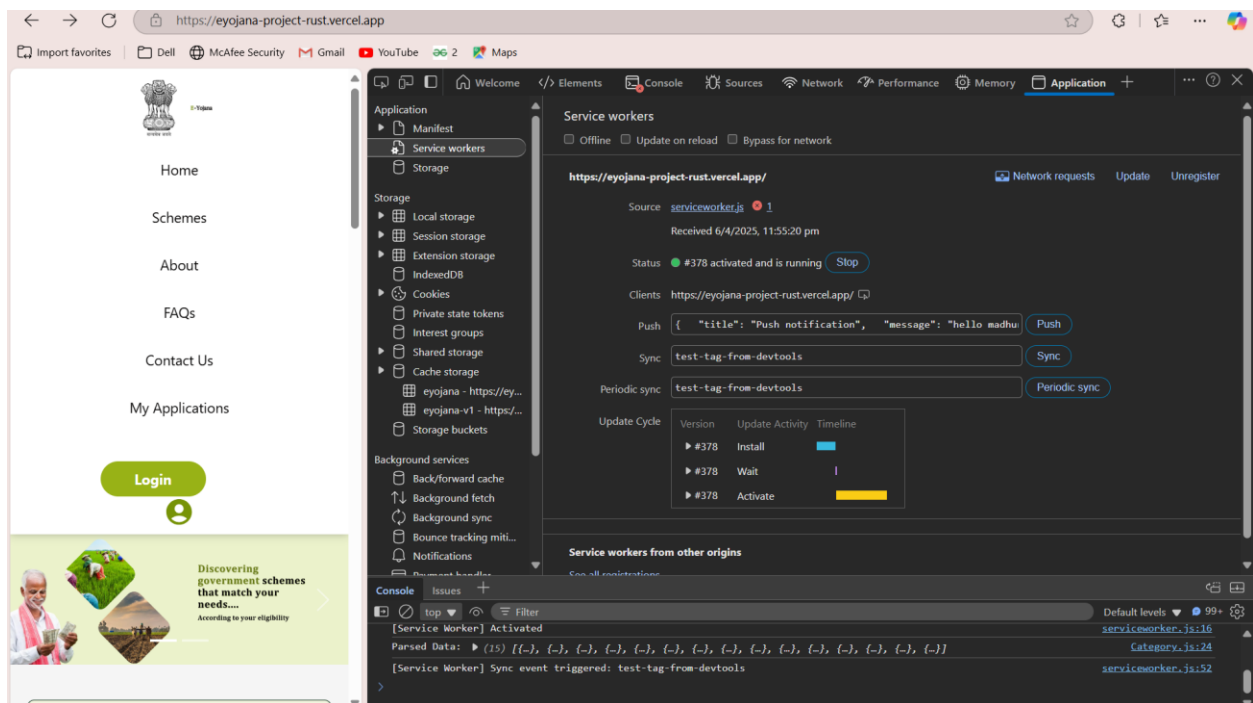 https://eyojana-project-rust.vercel.app
Import favorites Dell McAfee Security Gmail YouTube 2 Maps
E-Yojana
Home
Schemes
About
FAQs
Contact Us
My Applications
Login
Discovering
government schemes
that match your
needs....
According to your eligibility
Welcome Elements Console Sources Network Performance Memory Application
Application
Manifest
Service workers
Storage
Storage
Local storage
Session storage
Extension storage
IndexedDB
Cookies
Private state tokens
Interest groups
Shared storage
Cache storage
eyojana - https://ey...
eyojana-v1 - https:/...
Storage buckets
Background services
Back/forward cache
Background fetch
Background sync
Bounce tracking miti...
Notifications
Payment handler
Service workers
Offline Update on reload Bypass for network
https://eyojana-project-rust.vercel.app/ Network requests Update Unregister
Source serviceworker.js 1
Received 6/4/2025, 11:55:20 pm
Status #378 activated and is running Stop
Clients https://eyojana-project-rust.vercel.app/
Push { "title": "Push notification", "message": "hello madhu Push
Sync test-tag-from-devtools Sync
Periodic sync test-tag-from-devtools Periodic sync
Update Cycle Version Update Activity Timeline
#378 Install
#378 Wait
#378 Activate
Service workers from other origins
See all registrations
Console Issues
top Filter Default levels 99+
[Service Worker] Activated serviceworker.js:16
Parsed Data: (15) [{…}, {…}, {…}, {…}, {…}, {…}, {…}, {…}, {…}, {…}, {…}, {…}, {…}, {…}, {…}] Category.js:24
[Service Worker] Sync event triggered: test-tag-from-devtools serviceworker.js:52